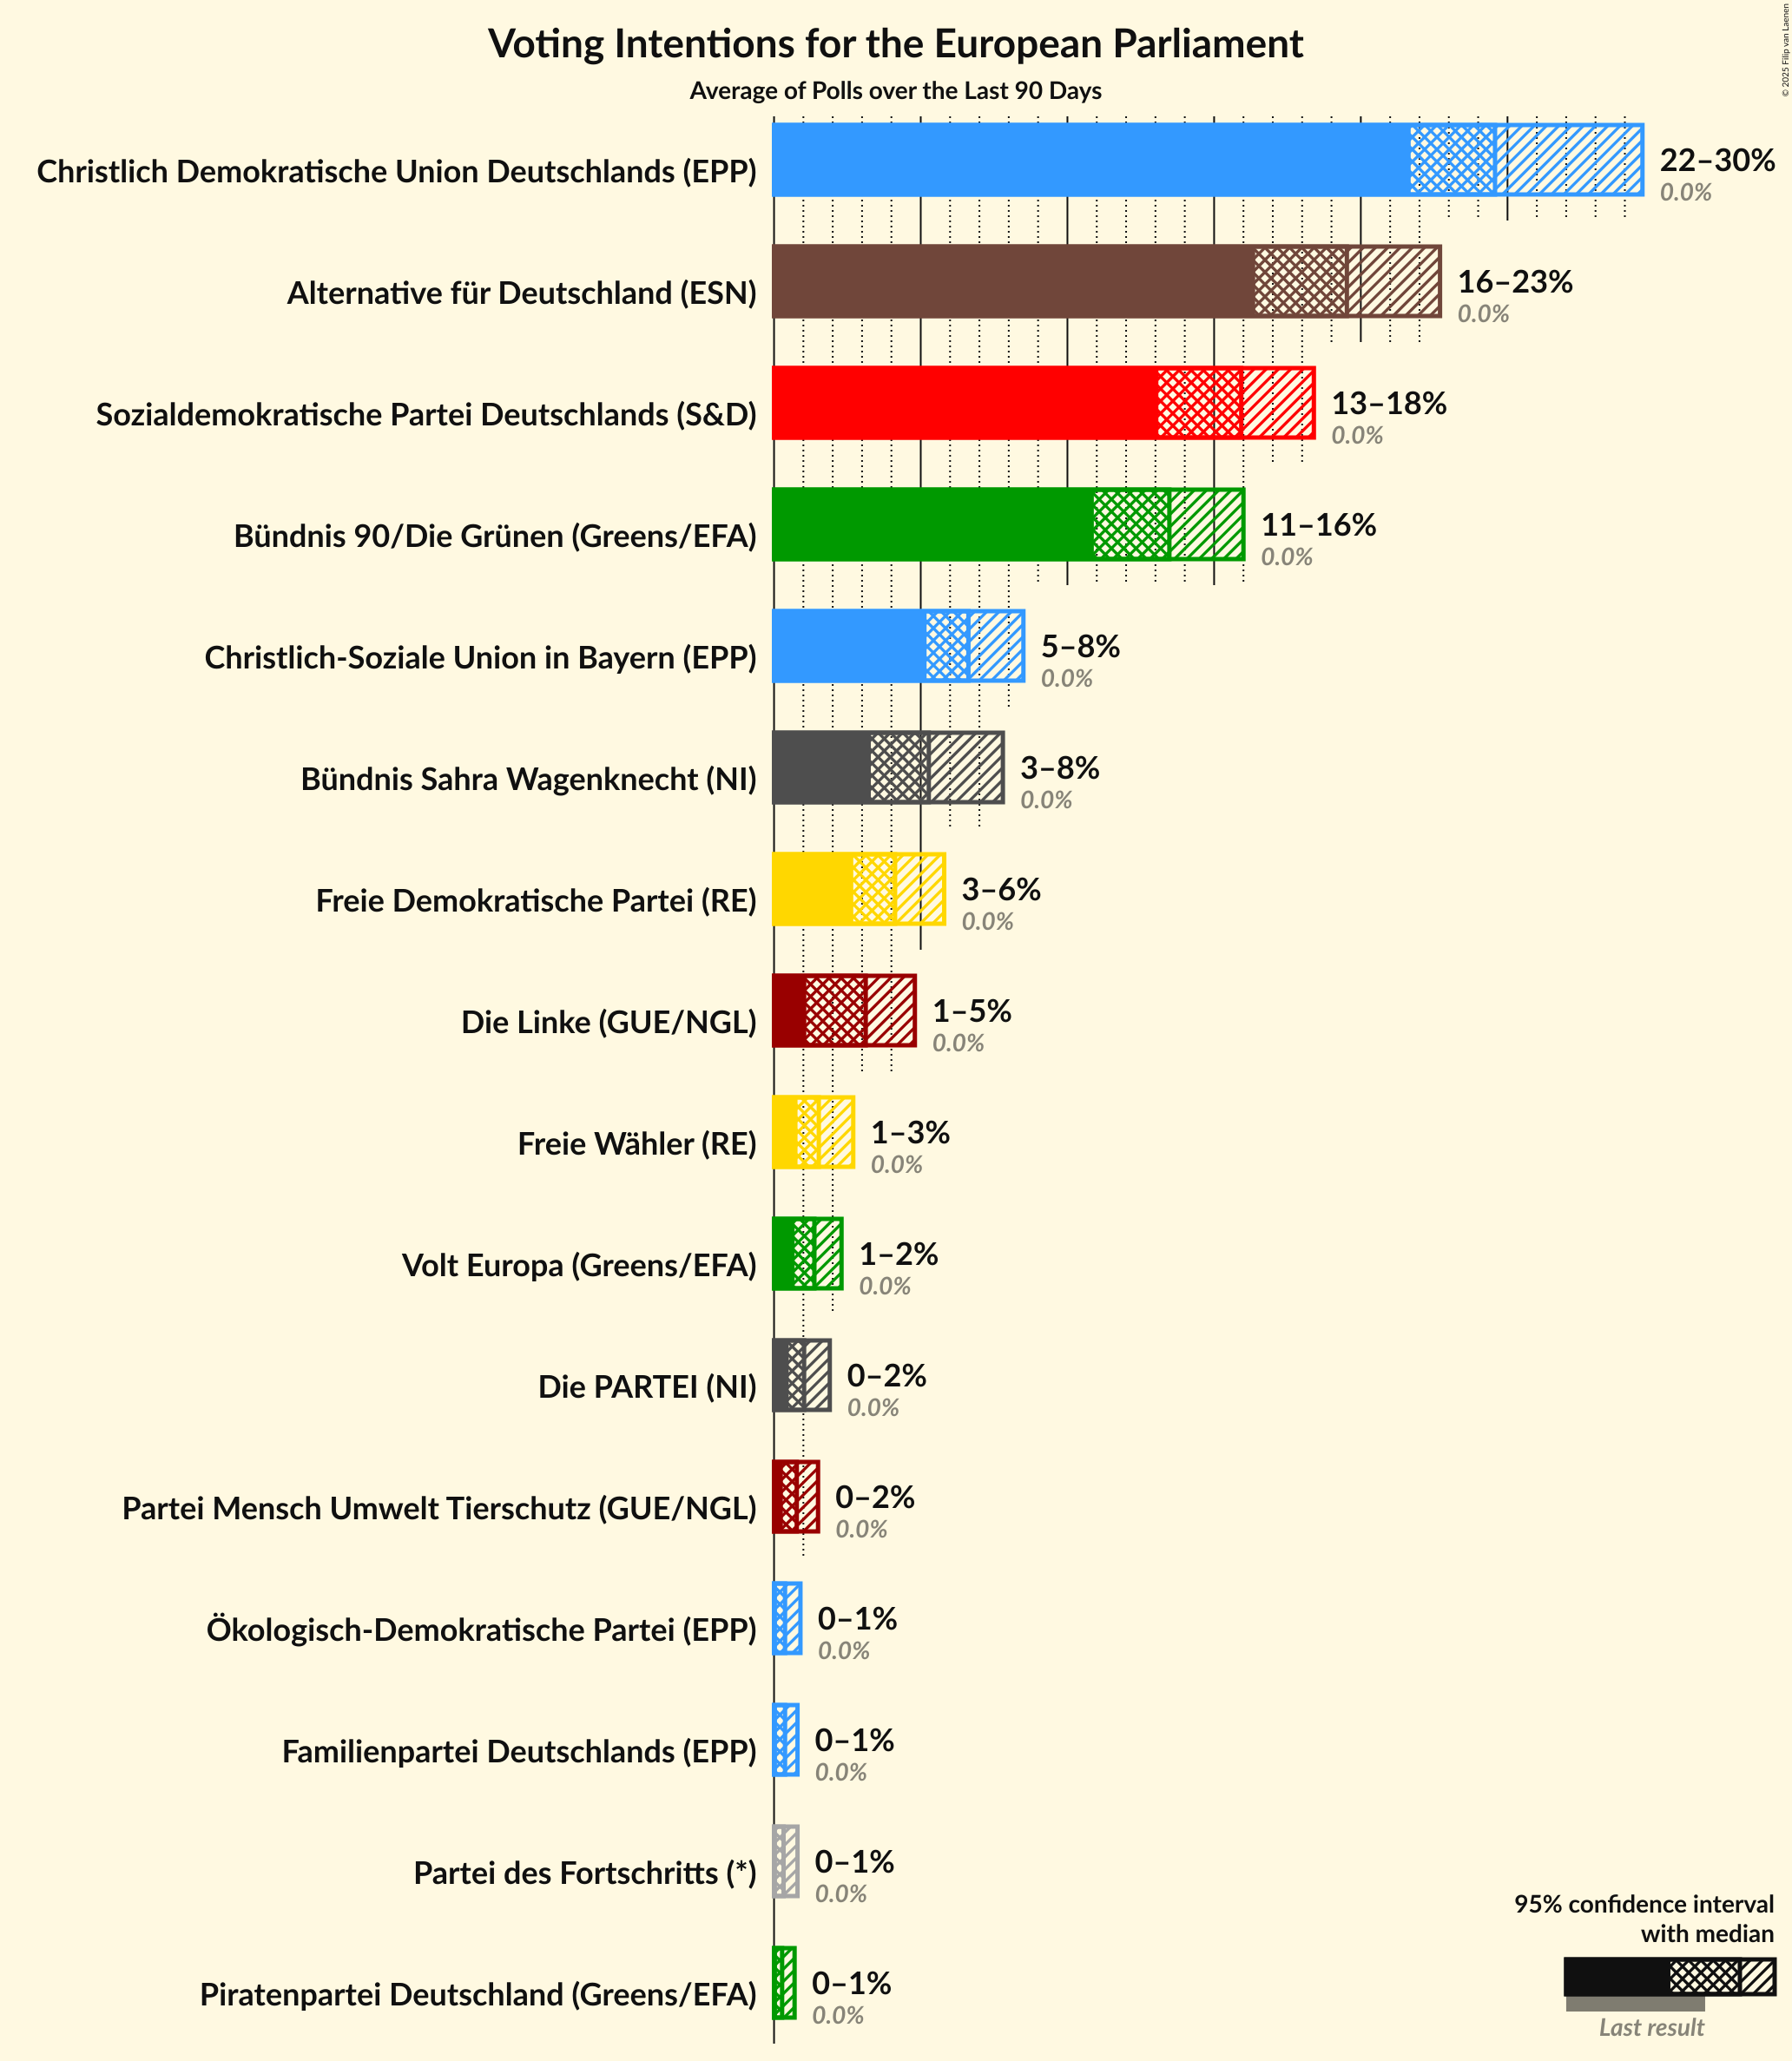 © 2025 Filip van Laenen
Voting Intentions for the European Parliament
Average of Polls over the Last 90 Days
Christlich Demokratische Union Deutschlands (EPP)
22–30%
0.0%
Alternative für Deutschland (ESN)
16–23%
0.0%
Sozialdemokratische Partei Deutschlands (S&D)
13–18%
0.0%
Bündnis 90/Die Grünen (Greens/EFA)
11–16%
0.0%
Christlich-Soziale Union in Bayern (EPP)
5–8%
0.0%
Bündnis Sahra Wagenknecht (NI)
3–8%
0.0%
Freie Demokratische Partei (RE)
3–6%
0.0%
Die Linke (GUE/NGL)
1–5%
0.0%
Freie Wähler (RE)
1–3%
0.0%
Volt Europa (Greens/EFA)
1–2%
0.0%
Die PARTEI (NI)
0–2%
0.0%
Partei Mensch Umwelt Tierschutz (GUE/NGL)
0–2%
0.0%
Ökologisch-Demokratische Partei (EPP)
0–1%
0.0%
Familienpartei Deutschlands (EPP)
0–1%
0.0%
Partei des Fortschritts (*)
0–1%
0.0%
Piratenpartei Deutschland (Greens/EFA)
0–1%
0.0%
95% confidence interval
with median
Last result